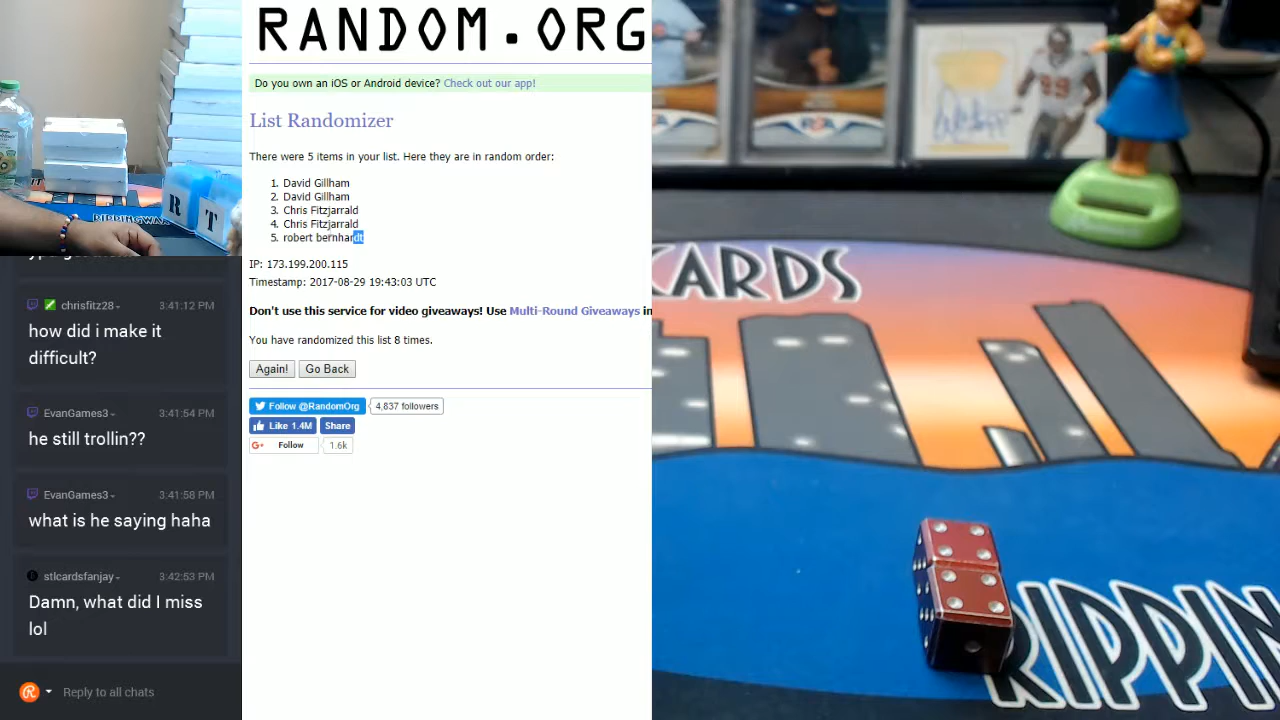 RANDOM.ORG
Do you own an iOS or Android device? Check out our app!
List Randomizer
There were 5 items in your list. Here they are in random order:
1. David Gillham
2. David Gillham
3. Chris Fitzjarrald
4. Chris Fitzjarrald
5. robert bernhardt
IP: 173.199.200.115
Timestamp: 2017-08-29 19:43:03 UTC
Don't use this service for video giveaways! Use Multi-Round Giveaways in
You have randomized this list 8 times.
Again! Go Back
Follow @RandomOrg 4,837 followers
Like 1.4M Share
G+ Follow 1.6k
chrisfitz28 3:41:12 PM
how did i make it
difficult?
EvanGames3 3:41:54 PM
he still trollin??
EvanGames3 3:41:58 PM
what is he saying haha
stlcardsfanjay 3:42:53 PM
Damn, what did I miss
lol
Reply to all chats
RIPPINGWA
R T
CARDS
RIPPIN
99